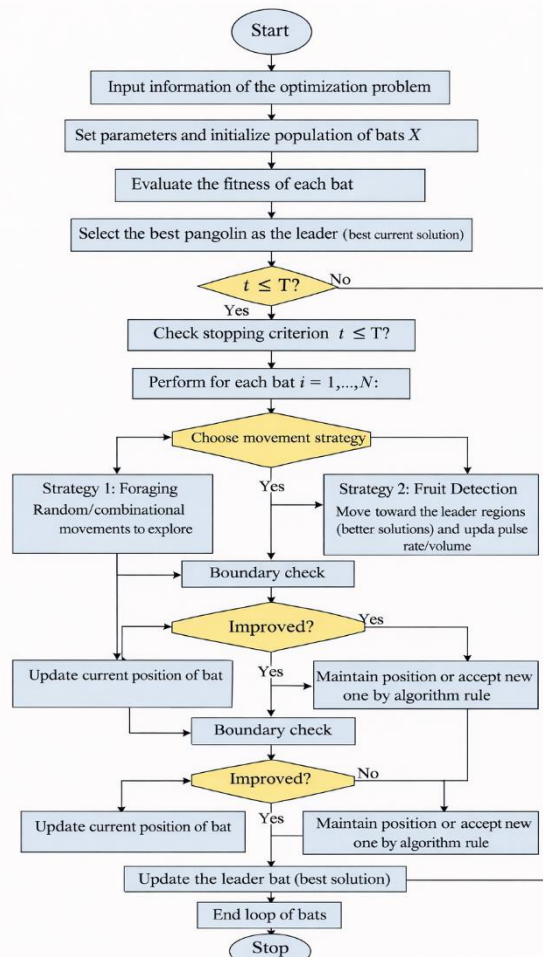 Start
Input information of the optimization problem
Set parameters and initialize population of bats X
Evaluate the fitness of each bat
Select the best pangolin as the leader (best current solution)
t ≤ T?
No
Yes
Check stopping criterion t ≤ T?
Perform for each bat i = 1,...,N:
Choose movement strategy
Strategy 1: Foraging
Random/combinational
movements to explore
Yes
Strategy 2: Fruit Detection
Move toward the leader regions
(better solutions) and upda pulse
rate/volume
Boundary check
Improved?
Yes
Update current position of bat
Yes
Maintain position or accept new
one by algorithm rule
Boundary check
Improved?
No
Update current position of bat
Yes
Maintain position or accept new
one by algorithm rule
Update the leader bat (best solution)
End loop of bats
Stop